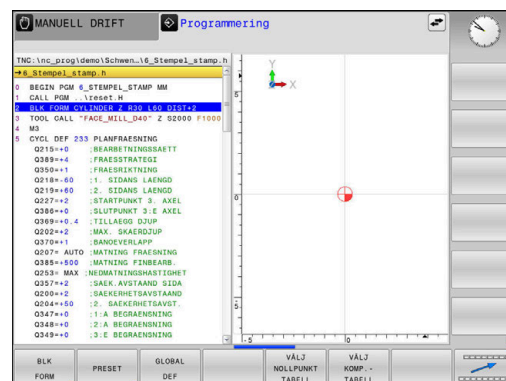 MANUELL DRIFT
Programmering
TNC:\nc_prog\demo\Schwen…\6_Stempel_stamp.h
→6_Stempel_stamp.h
0 BEGIN PGM 6_STEMPEL_STAMP MM
1 CALL PGM ..\reset.H
2 BLK FORM CYLINDER Z R30 L60 DIST+2
3 TOOL CALL "FACE_MILL_D40" Z S2000 F1000
4 M3
5 CYCL DEF 233 PLANFRAESNING
Q215=+0 ;BEARBETNINGSSAETT
Q389=+4 ;FRAESSTRATEGI
Q350=+1 ;FRAESRIKTNING
Q218=-60 ;1. SIDANS LAENGD
Q219=+60 ;2. SIDANS LAENGD
Q227=+2 ;STARTPUNKT 3. AXEL
Q386=+0 ;SLUTPUNKT 3:E AXEL
Q369=+0.4 ;TILLAEGG DJUP
Q202=+2 ;MAX. SKAERDJUP
Q370=+1 ;BANOEVERLAPP
Q207= AUTO ;MATNING FRAESNING
Q385=+500 ;MATNING FINBEARB.
Q253= MAX ;NEDMATNINGSHASTIGHET
Q357=+2 ;SAEK.AVSTAAND SIDA
Q200=+2 ;SAEKERHETSAVSTAAND
Q204=+50 ;2. SAEKERHETSAVST.
Q347=+0 ;1:A BEGRAENSNING
Q348=+0 ;2:A BEGRAENSNING
Q349=+0 ;3:E BEGRAENSNING
Y
X
5
0
5
-5
0
BLK
FORM
PRESET
GLOBAL
DEF
VÄLJ
NOLLPUNKT
TABELL
VÄLJ
KOMP.-
TABELL